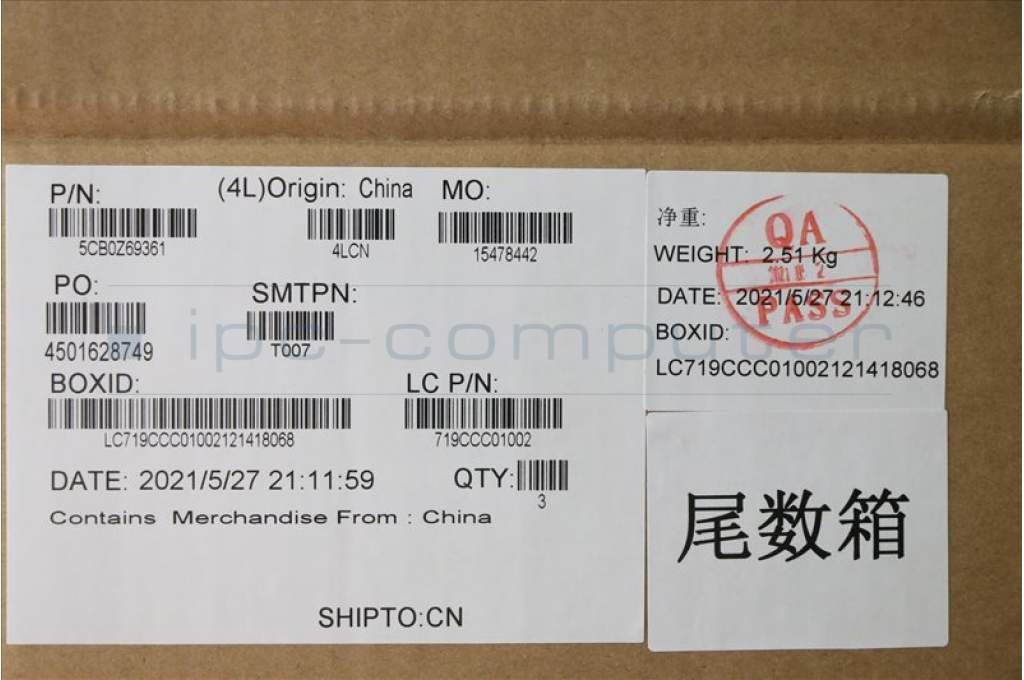 P/N:
5CB0Z69361
(4L)Origin: China
4LCN
MO:
15478442
PO:
4501628749
SMTPN:
T007
BOXID:
LC719CCC01002121418068
LC P/N:
719CCC01002
DATE: 2021/5/27 21:11:59
QTY:
3
Contains Merchandise From : China
SHIPTO:CN
净重:
WEIGHT: 2.51 Kg
DATE: 2021/5/27 21:12:46
BOXID:
LC719CCC01002121418068
QA
PASS
尾数箱
ipc-computer